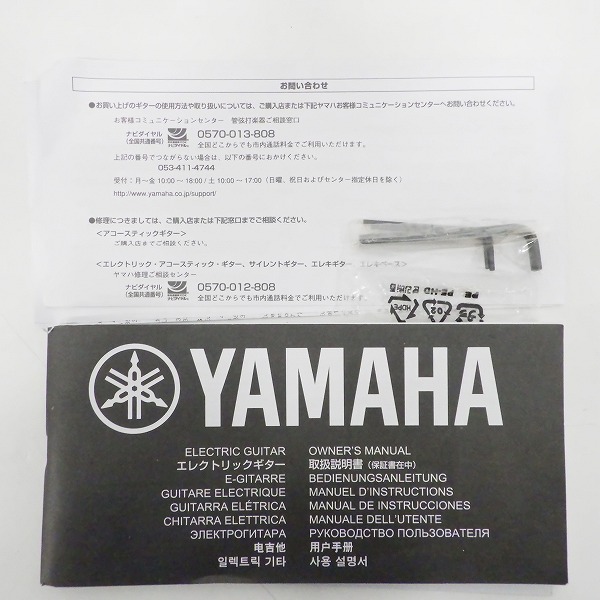 お問い合わせ
●お買い上げのギターの使用方法や取り扱いについては、ご購入店または下記ヤマハお客様コミュニケーションセンターへお問い合わせください。
お客様コミュニケーションセンター 管弦打楽器ご相談窓口
ナビダイヤル
(全国共通番号)
0570-013-808
全国どこからでも市内通話料金でご利用いただけます。
上記の番号でつながらない場合は、以下の番号におかけください。
053-411-4744
受付：月～金 10:00～18:00 / 土 10:00～17:00（日曜、祝日およびセンター指定休日を除く）
http://www.yamaha.co.jp/support/
●修理につきましては、ご購入店または下記窓口までご相談ください。
＜アコースティックギター＞
ご購入店までご相談ください。
＜エレクトリック・アコースティック・ギター、サイレントギター、エレキギター、エレキベース＞
ヤマハ修理ご相談センター
ナビダイヤル
(全国共通番号)
0570-012-808
全国どこからでも市内通話料金でご利用いただけます。
HDPE
02
YAMAHA
ELECTRIC GUITAR OWNER'S MANUAL
エレクトリックギター 取扱説明書（保証書在中）
E-GITARRE BEDIENUNGSANLEITUNG
GUITARE ELECTRIQUE MANUEL D'INSTRUCTIONS
GUITARRA ELÉTRICA MANUAL DE INSTRUCCIONES
CHITARRA ELETTRICA MANUALE DELL'UTENTE
ЭЛЕКТРОГИТАРА РУКОВОДСТВО ПОЛЬЗОВАТЕЛЯ
电吉他 用户手册
일렉트릭 기타 사용 설명서